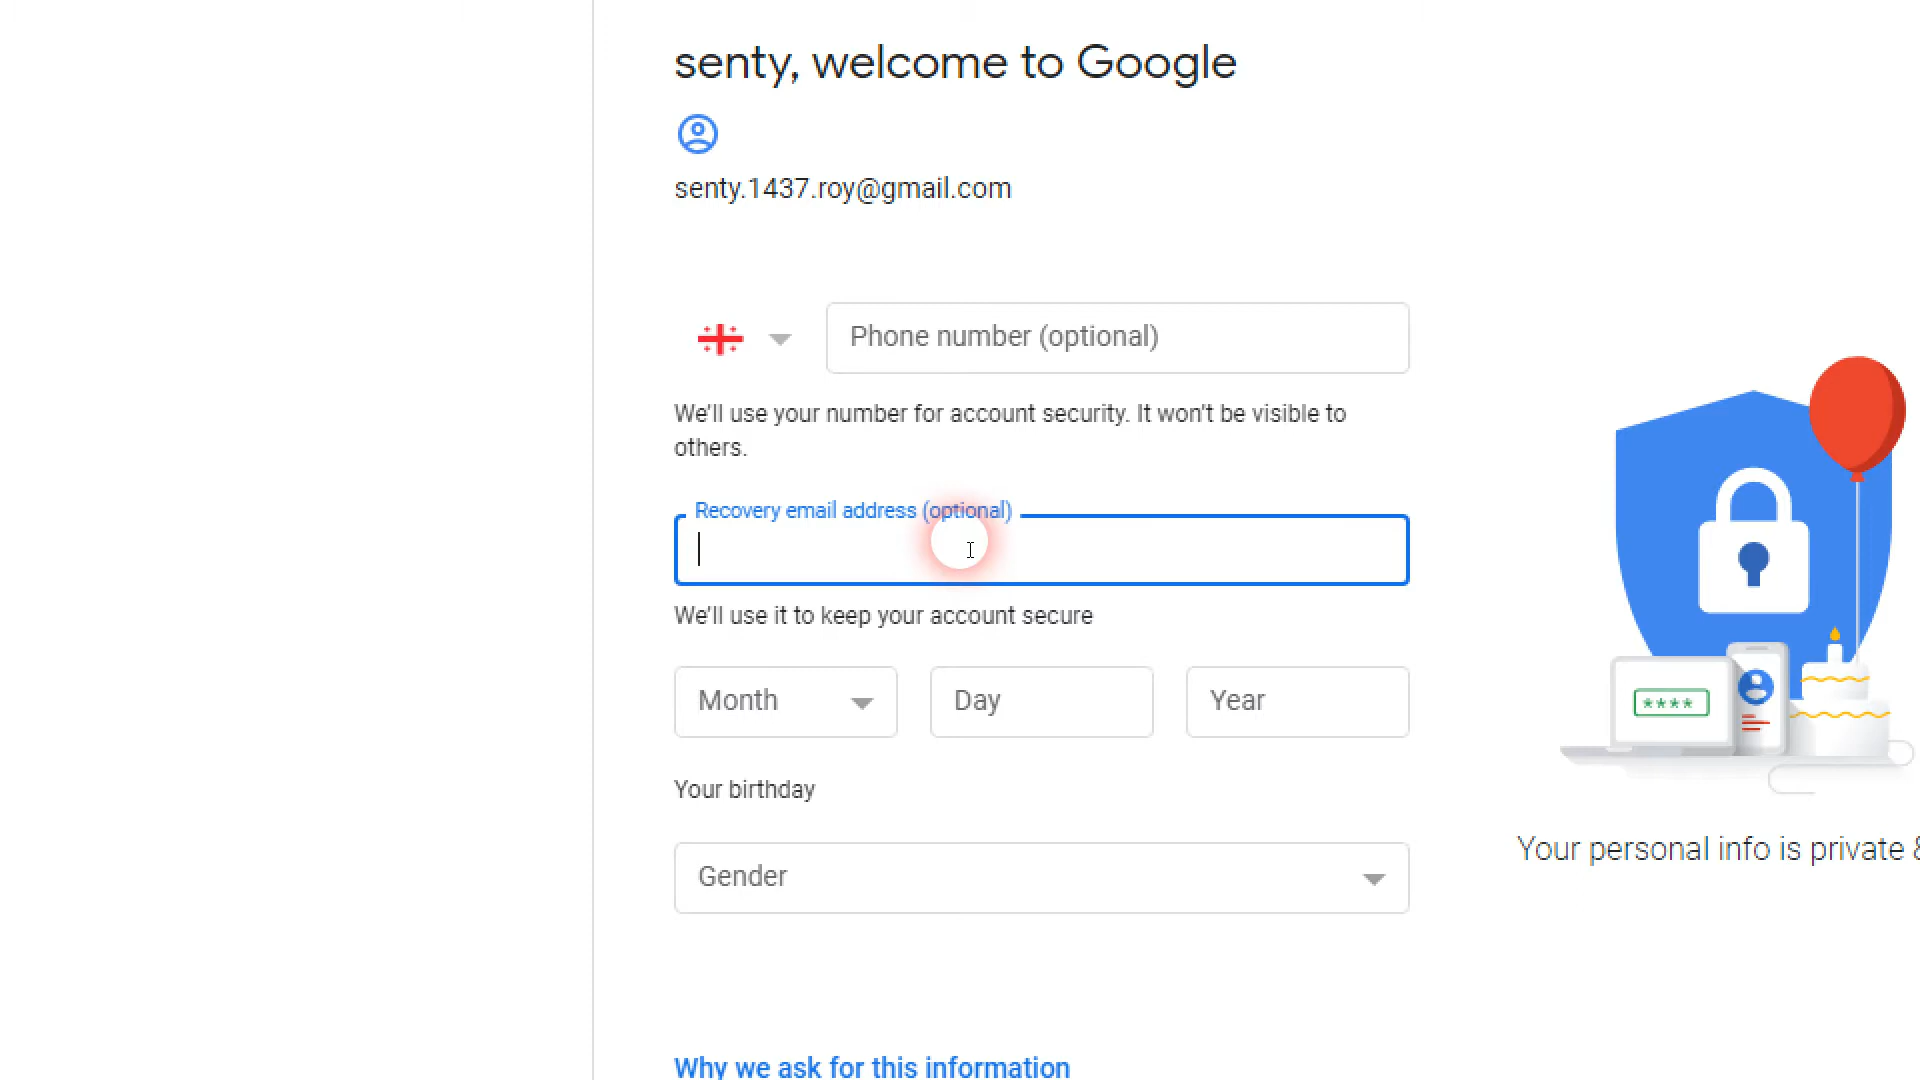 senty, welcome to Google
senty.1437.roy@gmail.com
Phone number (optional)
We'll use your number for account security. It won't be visible to
others.
Recovery email address (optional)
We'll use it to keep your account secure
Month
Day
Year
Your birthday
Gender
****
Your personal info is private &
Why we ask for this information